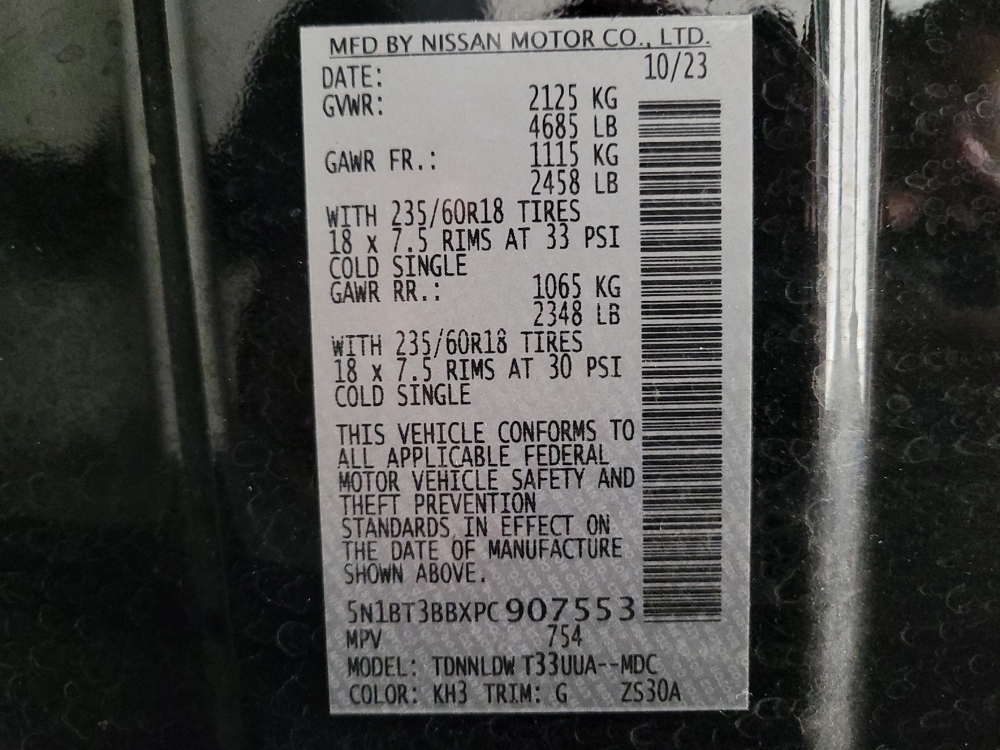 MFD BY NISSAN MOTOR CO., LTD.
DATE: 10/23
GVWR: 2125 KG
4685 LB
GAWR FR.: 1115 KG
2458 LB
WITH 235/60R18 TIRES
18 x 7.5 RIMS AT 33 PSI
COLD SINGLE
GAWR RR.: 1065 KG
2348 LB
WITH 235/60R18 TIRES
18 x 7.5 RIMS AT 30 PSI
COLD SINGLE
THIS VEHICLE CONFORMS TO
ALL APPLICABLE FEDERAL
MOTOR VEHICLE SAFETY AND
THEFT PREVENTION
STANDARDS IN EFFECT ON
THE DATE OF MANUFACTURE
SHOWN ABOVE.
5N1BT3BBXPC907553
MPV 754
MODEL: TDNNLDW T33UUA--MDC
COLOR: KH3 TRIM: G ZS30A